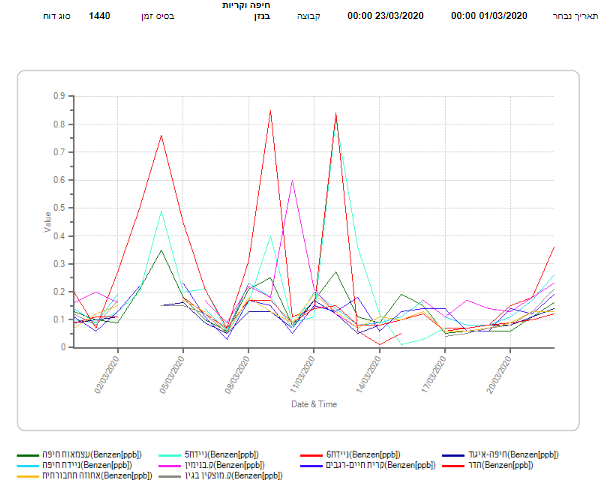 חיפה וקריות
תאריך נבחר 01/03/2020 00:00 23/03/2020 00:00 קבוצה בנזן בסיס זמן 1440 סוג דוח
0.9
0.8
0.7
0.6
0.5
0.4
0.3
0.2
0.1
0
Value
02/03/2020
05/03/2020
08/03/2020
11/03/2020
14/03/2020
17/03/2020
20/03/2020
Date & Time
עצמאות חיפה(Benzen[ppb]) ניידת5(Benzen[ppb]) ניידת6(Benzen[ppb]) חיפה-איגוד(Benzen[ppb])
ניידת חיפה(Benzen[ppb]) ק.בנימין(Benzen[ppb]) קרית חיים-רגבים(Benzen[ppb]) הדר(Benzen[ppb])
אחוזה תחבורתית(Benzen[ppb]) ק.מוצקין בגין(Benzen[ppb])